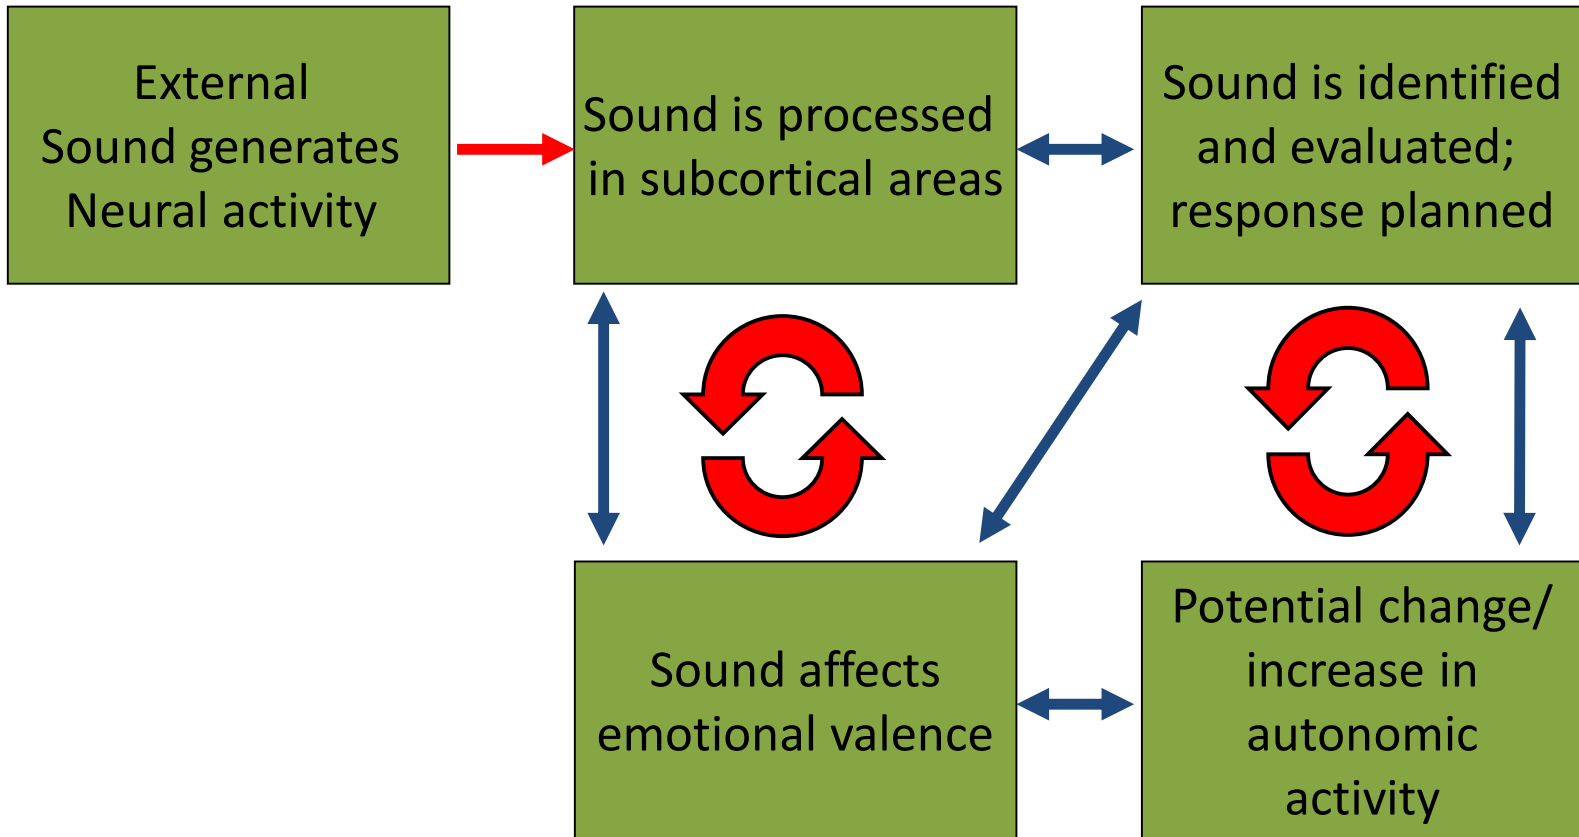 External
Sound generates
Neural activity
Sound is processed
in subcortical areas
Sound is identified
and evaluated;
response planned
Sound affects
emotional valence
Potential change/
increase in
autonomic
activity